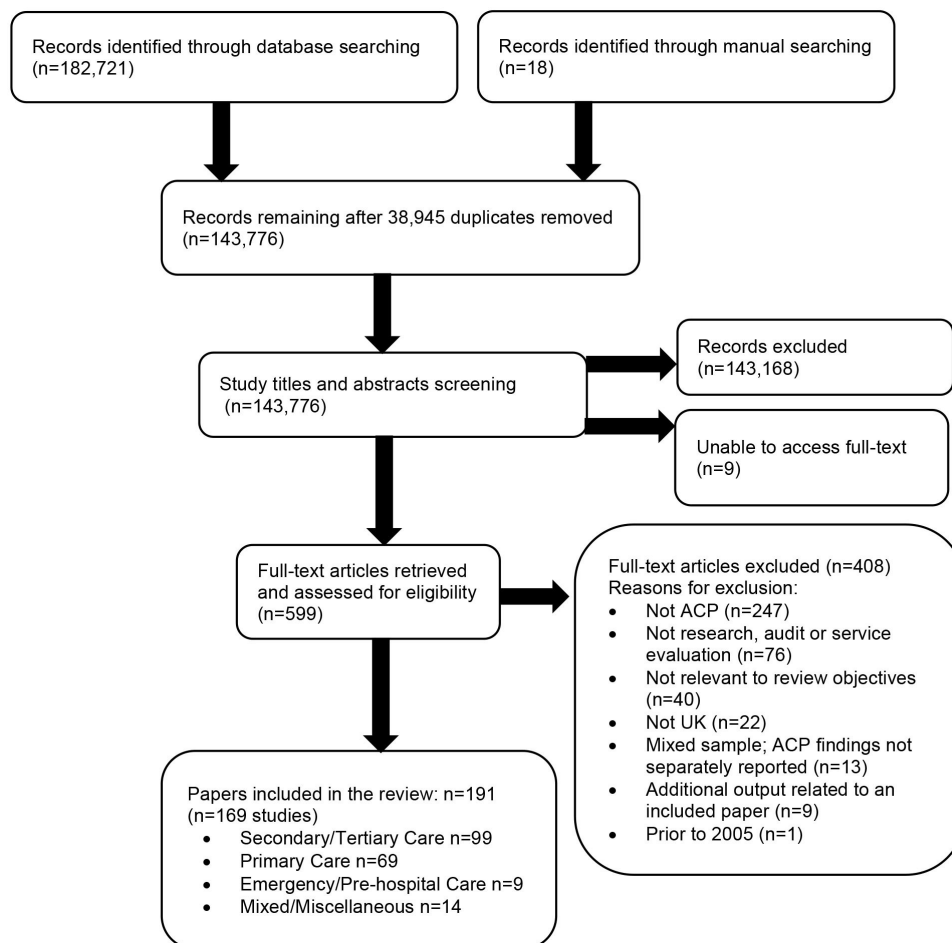 Records identified through database searching
(n=182,721)
Records identified through manual searching
(n=18)
Records remaining after 38,945 duplicates removed
(n=143,776)
Study titles and abstracts screening
(n=143,776)
Records excluded
(n=143,168)
Unable to access full-text
(n=9)
Full-text articles retrieved
and assessed for eligibility
(n=599)
Full-text articles excluded (n=408)
Reasons for exclusion:
• Not ACP (n=247)
• Not research, audit or service
evaluation (n=76)
• Not relevant to review objectives
(n=40)
• Not UK (n=22)
• Mixed sample; ACP findings not
separately reported (n=13)
• Additional output related to an
included paper (n=9)
• Prior to 2005 (n=1)
Papers included in the review: n=191
(n=169 studies)
• Secondary/Tertiary Care n=99
• Primary Care n=69
• Emergency/Pre-hospital Care n=9
• Mixed/Miscellaneous n=14